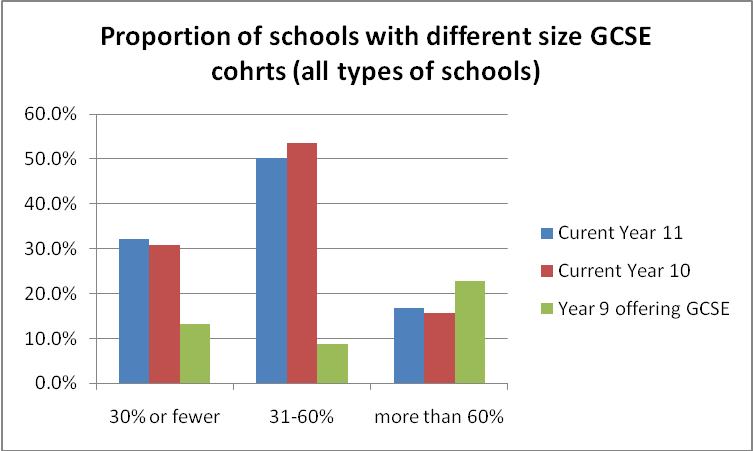 Proportion of schools with different size GCSE
cohrts (all types of schools)
60.0%
50.0%
40.0%
30.0%
20.0%
10.0%
0.0%
30% or fewer
31-60%
more than 60%
Curent Year 11
Current Year 10
Year 9 offering GCSE